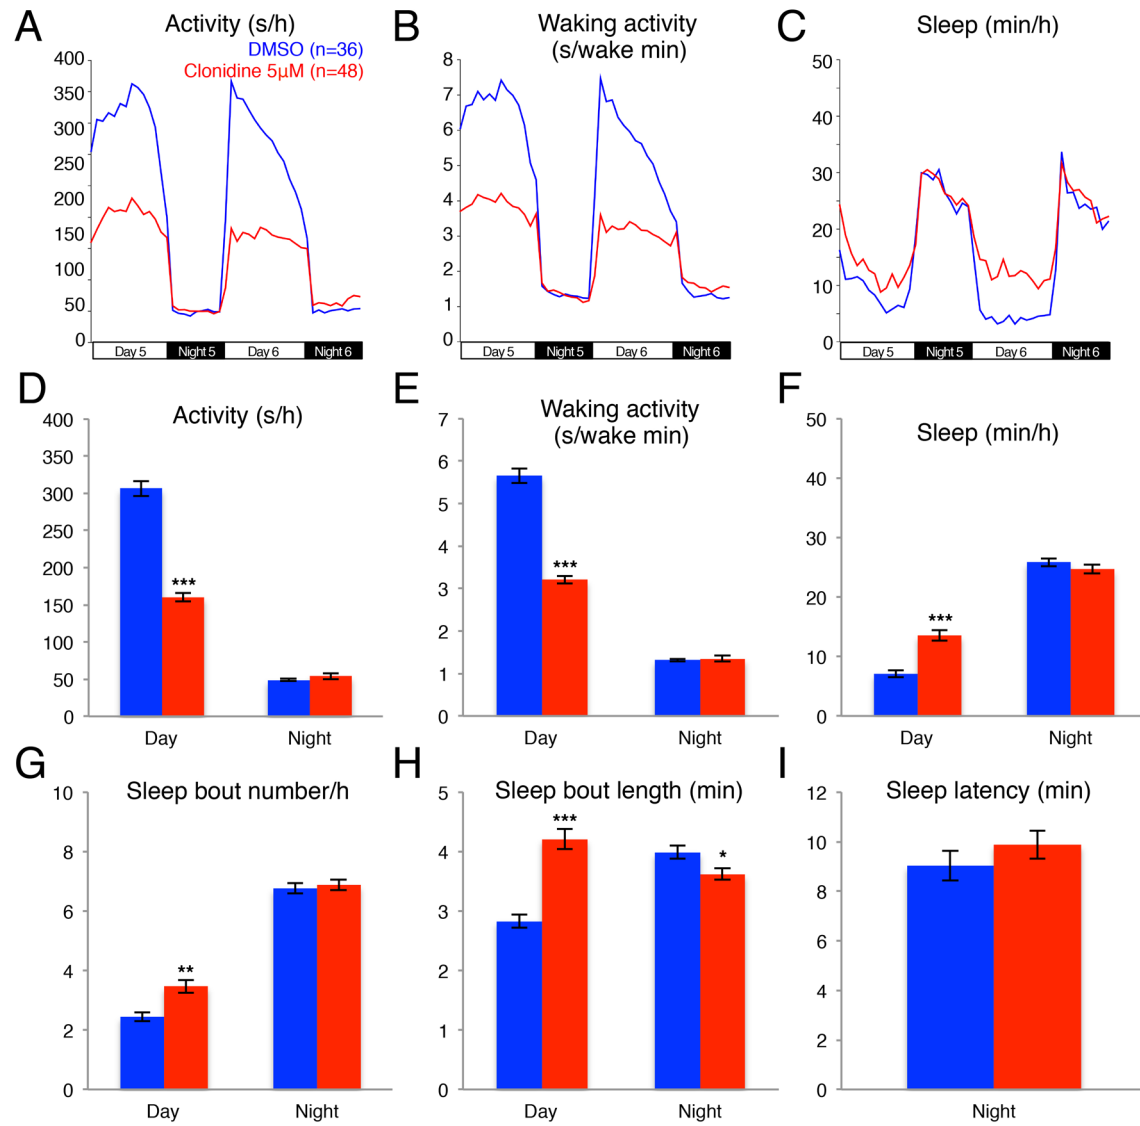 A
Activity (s/h)
DMSO (n=36)
Clonidine 5µM (n=48)
400
350
300
250
200
150
100
50
0
Day 5
Night 5
Day 6
Night 6
B
Waking activity
(s/wake min)
8
7
6
5
4
3
2
1
0
Day 5
Night 5
Day 6
Night 6
C
Sleep (min/h)
50
40
30
20
10
0
Day 5
Night 5
Day 6
Night 6
D
Activity (s/h)
400
350
300
250
200
150
100
50
0
***
Day
Night
E
Waking activity
(s/wake min)
7
6
5
4
3
2
1
0
***
Day
Night
F
Sleep (min/h)
50
40
30
20
10
0
***
Day
Night
G
Sleep bout number/h
10
8
6
4
2
0
**
Day
Night
H
Sleep bout length (min)
5
4
3
2
1
0
***
*
Day
Night
I
Sleep latency (min)
12
10
8
6
4
2
0
Night